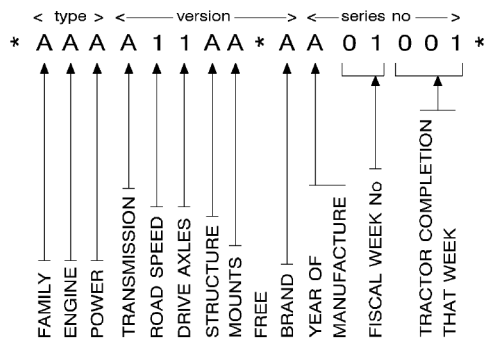 < type > < version > < series no >
* A A A A 1 1 A A * A A 0 1 0 0 1 *
FAMILY
ENGINE
POWER
TRANSMISSION
ROAD SPEED
DRIVE AXLES
STRUCTURE
MOUNTS
FREE
BRAND
YEAR OF
MANUFACTURE
FISCAL WEEK No
TRACTOR COMPLETION
THAT WEEK